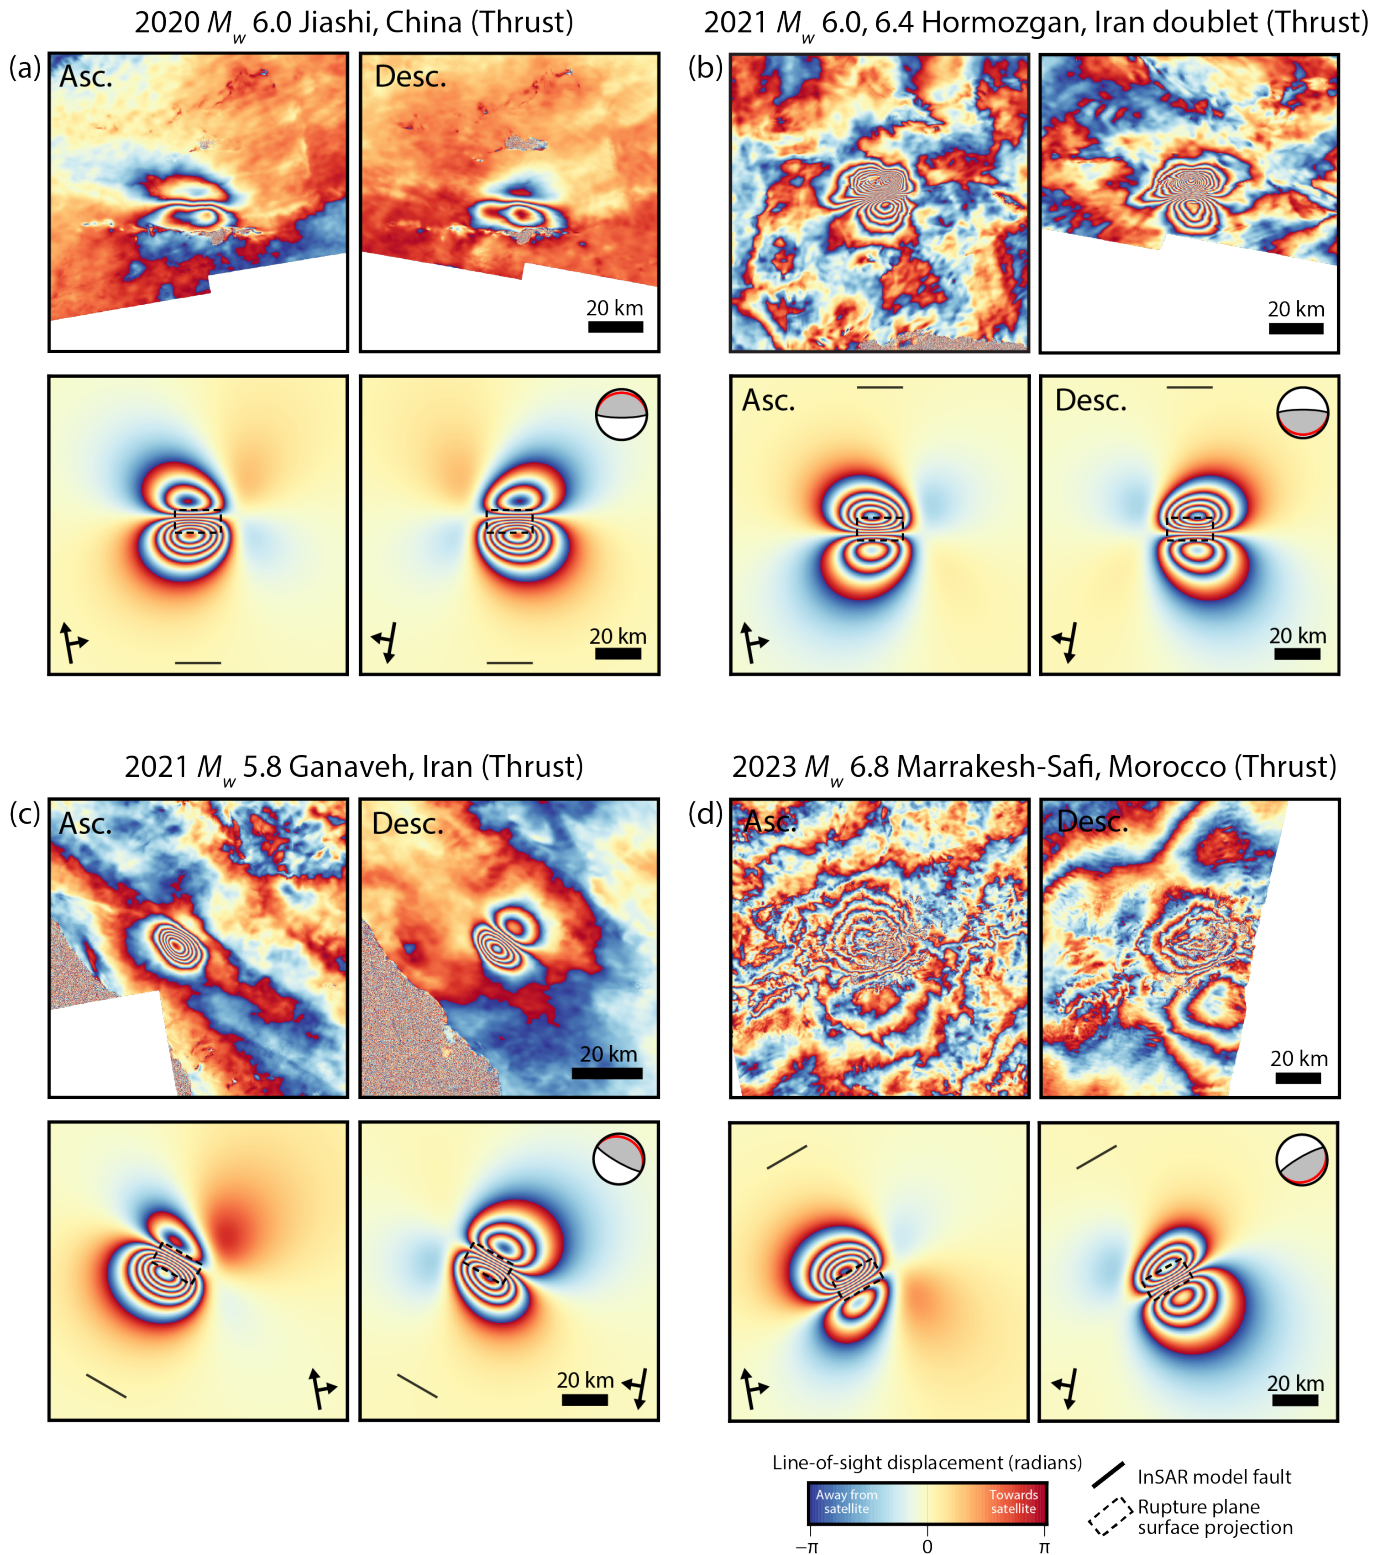 2020 Mw 6.0 Jiashi, China (Thrust)
2021 Mw 6.0, 6.4 Hormozgan, Iran doublet (Thrust)
(a)
Asc.
Desc.
20 km
(b)
20 km
20 km
Asc.
Desc.
20 km
2021 Mw 5.8 Ganaveh, Iran (Thrust)
2023 Mw 6.8 Marrakesh-Safi, Morocco (Thrust)
(c)
Asc.
Desc.
20 km
(d)
Asc.
Desc.
20 km
20 km
20 km
Line-of-sight displacement (radians)
Away from
satellite
Towards
satellite
−π
0
π
InSAR model fault
Rupture plane
surface projection